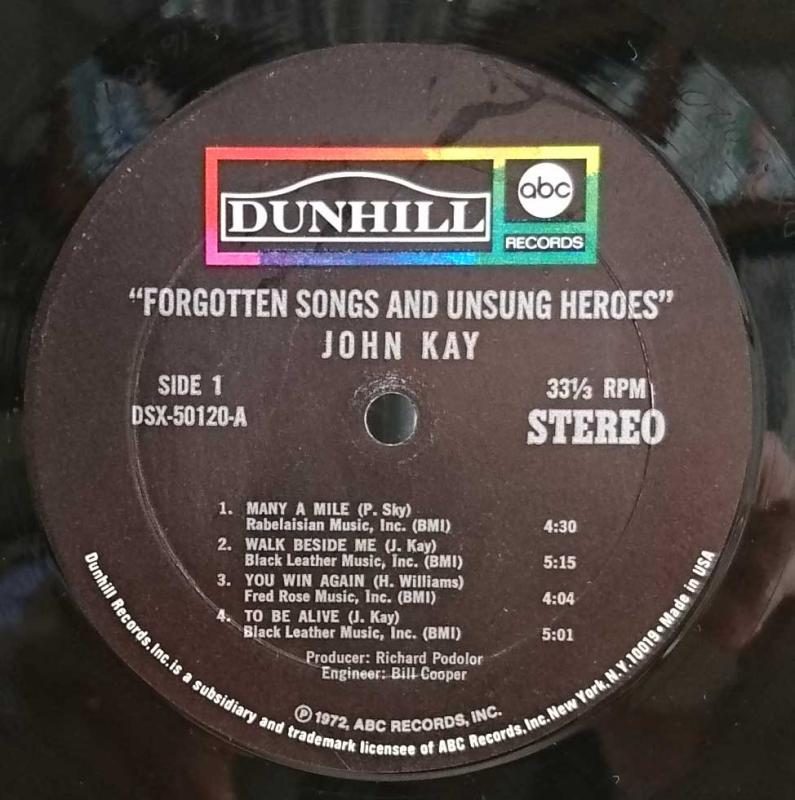 DUNHILL
abc
RECORDS
“FORGOTTEN SONGS AND UNSUNG HEROES”
JOHN KAY
SIDE 1
DSX-50120-A
33⅓ RPM
STEREO
1. MANY A MILE (P. Sky)
Rabelaisian Music, Inc. (BMI) 4:30
2. WALK BESIDE ME (J. Kay)
Black Leather Music, Inc. (BMI) 5:15
3. YOU WIN AGAIN (H. Williams)
Fred Rose Music, Inc. (BMI) 4:04
4. TO BE ALIVE (J. Kay)
Black Leather Music, Inc. (BMI) 5:01
Producer: Richard Podolor
Engineer: Bill Cooper
℗ 1972, ABC RECORDS, INC.
Dunhill Records, Inc. is a subsidiary and trademark licensee of ABC Records, Inc. New York, N.Y. 10019 • Made in USA